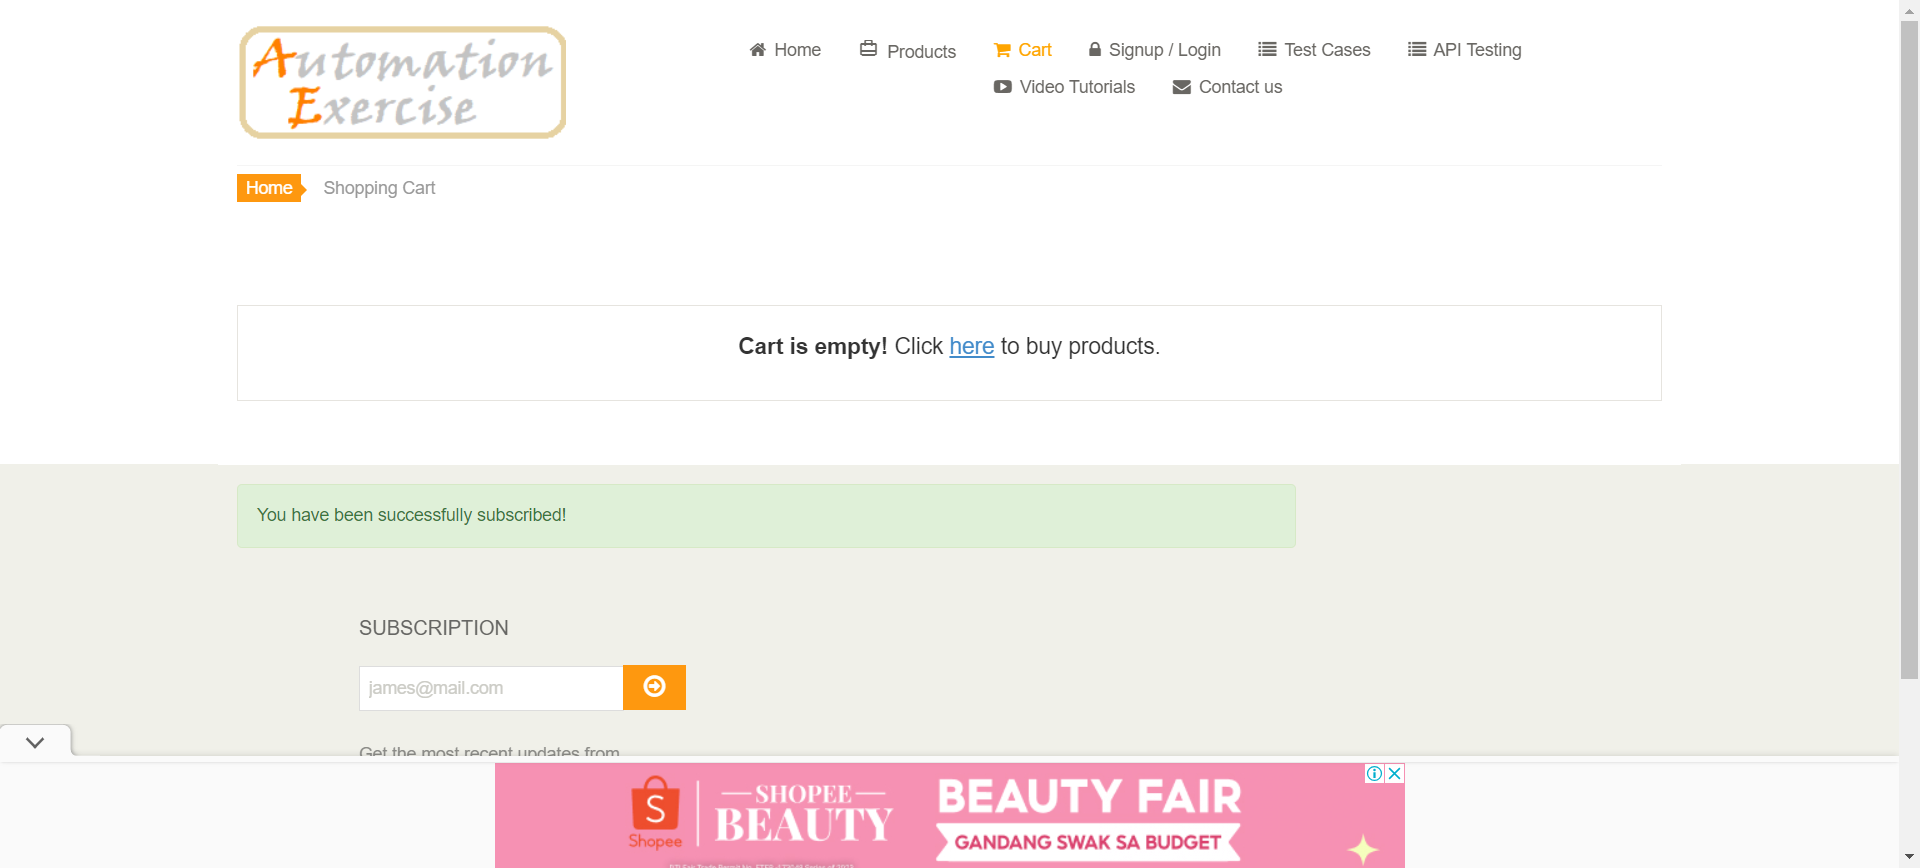 Automation
Exercise
Home
Products
Cart
Signup / Login
Test Cases
API Testing
Video Tutorials
Contact us
Home
Shopping Cart
Cart is empty! Click here to buy products.
You have been successfully subscribed!
SUBSCRIPTION
james@mail.com
Get the most recent updates from
S
Shopee
SHOPEE
BEAUTY
BEAUTY FAIR
GANDANG SWAK SA BUDGET